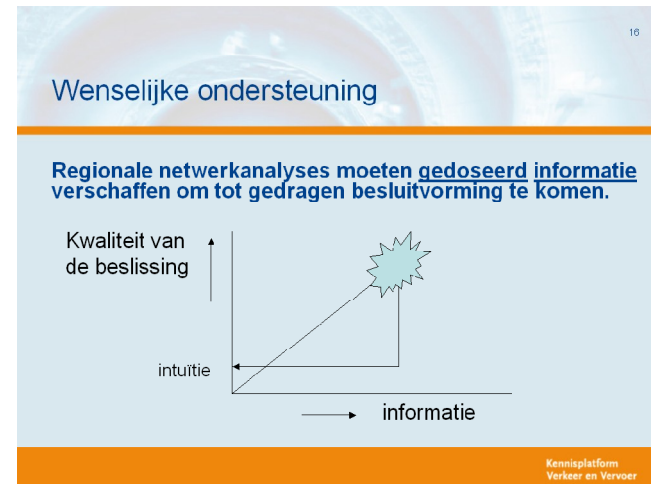 16
Wenselijke ondersteuning
Regionale netwerkanalyses moeten gedoseerd informatie
verschaffen om tot gedragen besluitvorming te komen.
Kwaliteit van
de beslissing
intuïtie
informatie
Kennisplatform
Verkeer en Vervoer